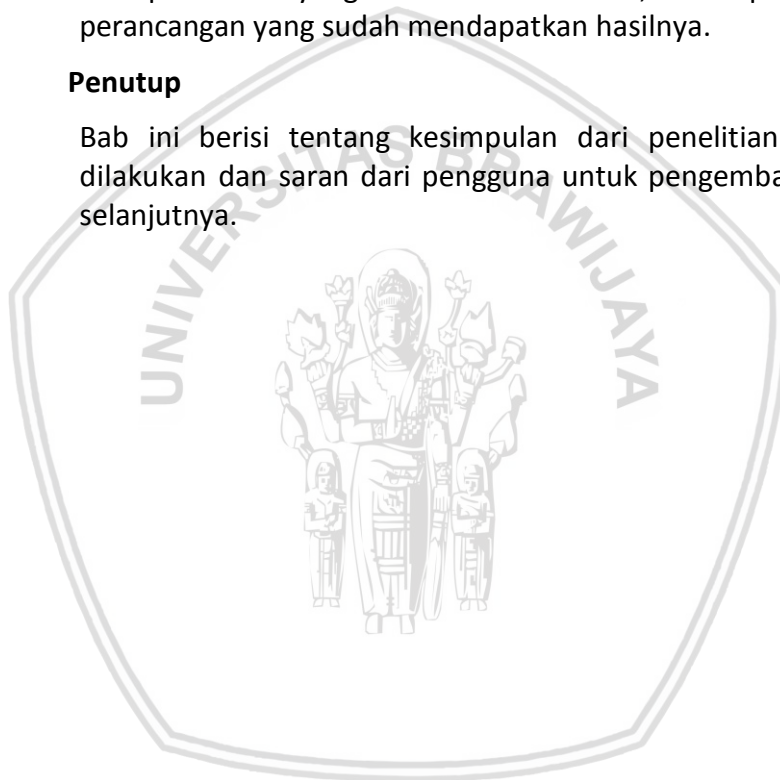 perancangan yang sudah mendapatkan hasilnya.
Penutup
Bab ini berisi tentang kesimpulan dari penelitian
dilakukan dan saran dari pengguna untuk pengemba
selanjutnya.
UNIVERSITAS BRAWIJAYA